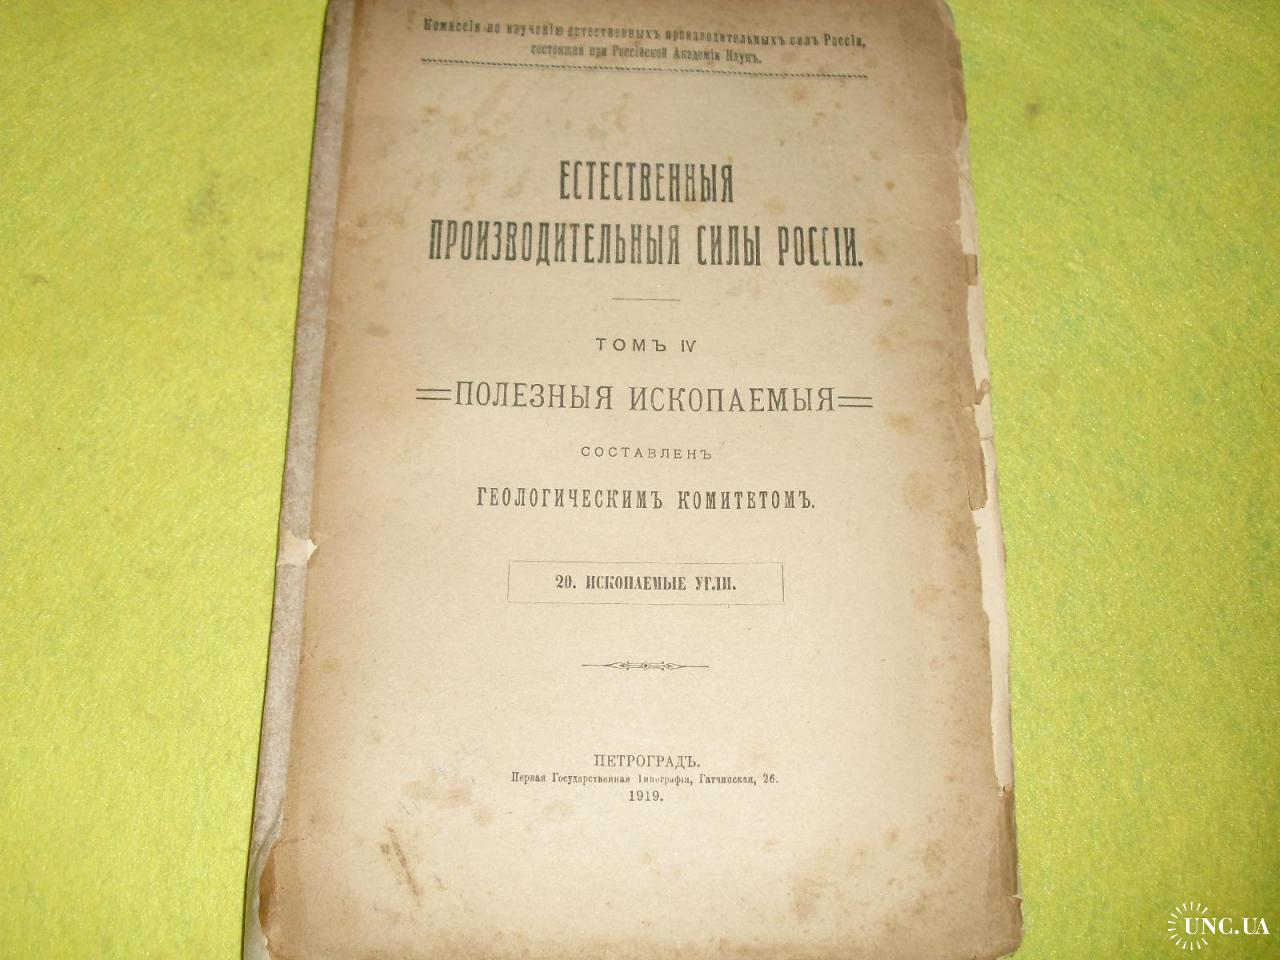 Комиссія по изученію естественныхъ производительныхъ силъ Россіи,
состоящая при Россійской Академіи Наукъ.
ЕСТЕСТВЕННЫЯ
ПРОИЗВОДИТЕЛЬНЫЯ СИЛЫ РОССІИ.
ТОМЪ IV
ПОЛЕЗНЫЯ ИСКОПАЕМЫЯ
СОСТАВЛЕНЪ
ГЕОЛОГИЧЕСКИМЪ КОМИТЕТОМЪ.
20. ИСКОПАЕМЫЕ УГЛИ.
ПЕТРОГРАДЪ.
Первая Государственная Типографія, Гатчинская, 26.
1919.
UNC.UA